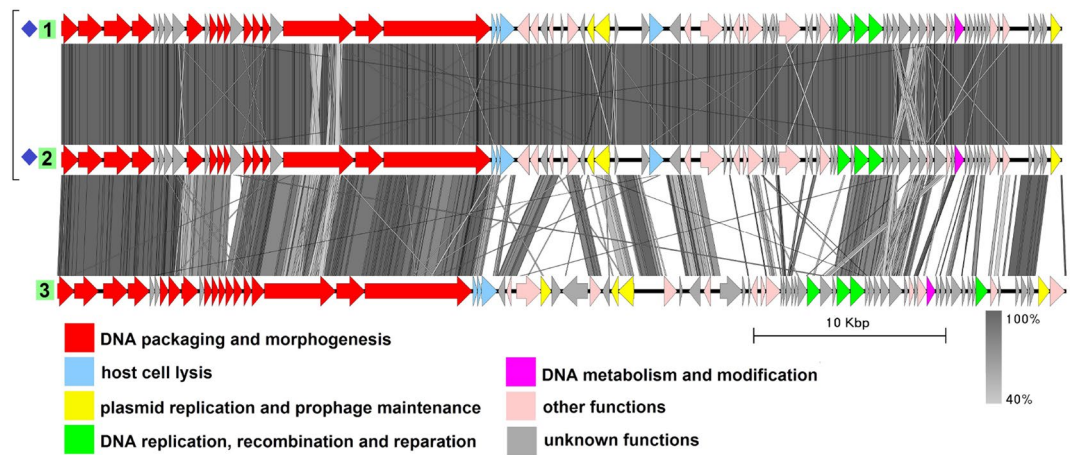 1
2
3
10 Kbp
100%
40%
DNA packaging and morphogenesis
host cell lysis
plasmid replication and prophage maintenance
DNA replication, recombination and reparation
DNA metabolism and modification
other functions
unknown functions